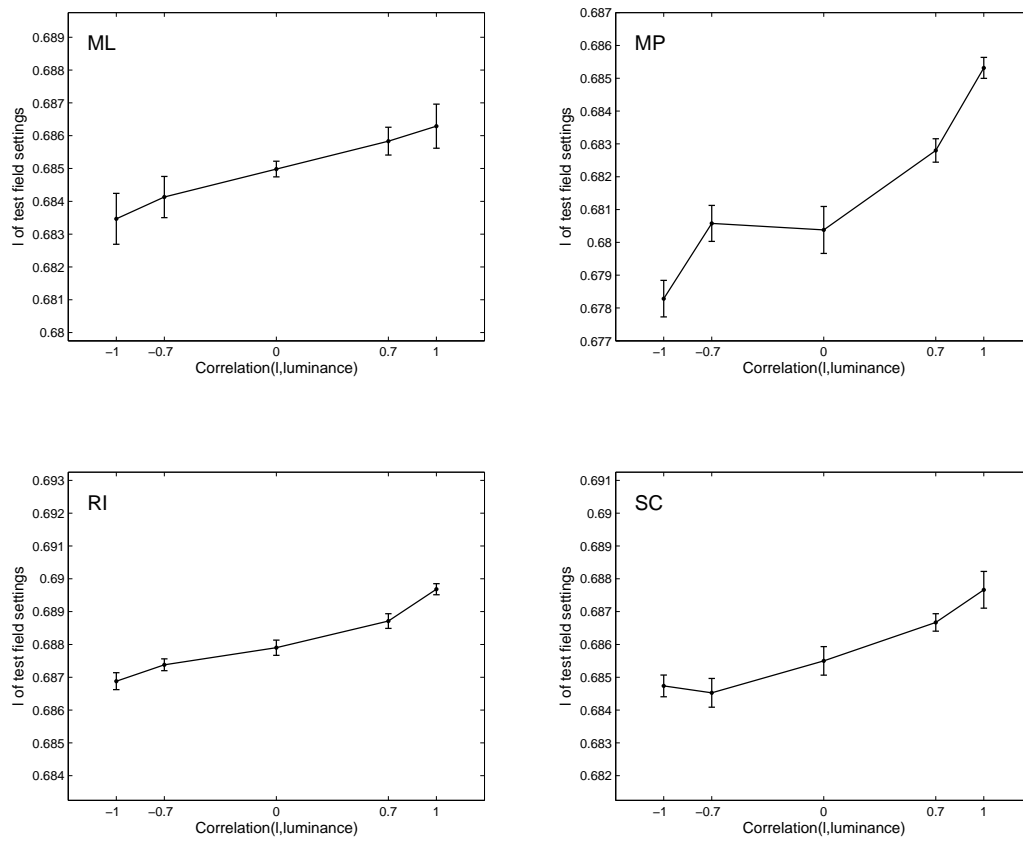 ML
0.689
0.688
0.687
0.686
0.685
0.684
0.683
0.682
0.681
0.68
l of test field settings
−1 −0.7 0 0.7 1
Correlation(l,luminance)
MP
0.687
0.686
0.685
0.684
0.683
0.682
0.681
0.68
0.679
0.678
0.677
l of test field settings
−1 −0.7 0 0.7 1
Correlation(l,luminance)
RI
0.693
0.692
0.691
0.69
0.689
0.688
0.687
0.686
0.685
0.684
l of test field settings
−1 −0.7 0 0.7 1
Correlation(l,luminance)
SC
0.691
0.69
0.689
0.688
0.687
0.686
0.685
0.684
0.683
0.682
l of test field settings
−1 −0.7 0 0.7 1
Correlation(l,luminance)